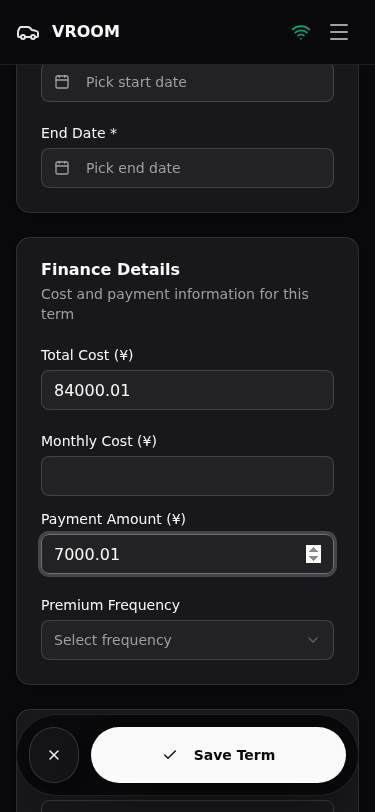 VROOM
Pick start date
End Date *
Pick end date
Finance Details
Cost and payment information for this
term
Total Cost (¥)
84000.01
Monthly Cost (¥)
Payment Amount (¥)
7000.01
Premium Frequency
Select frequency
Save Term